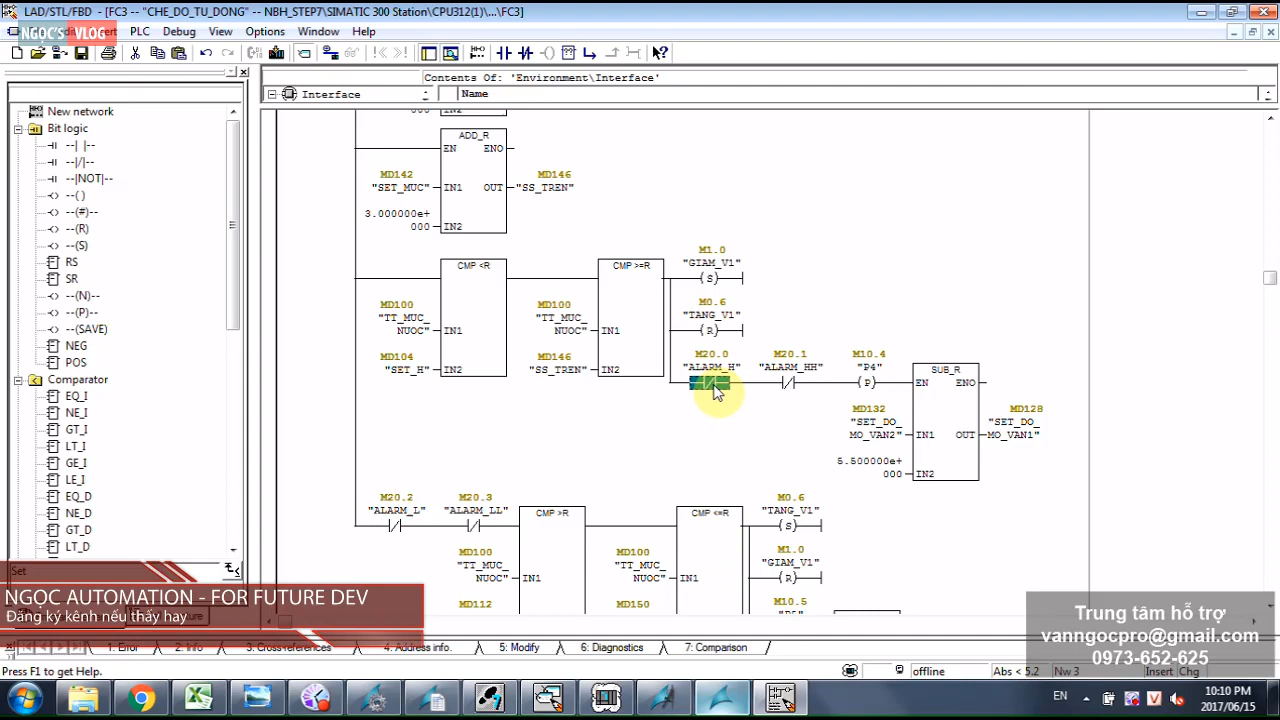 LAD/STL/FBD - [FC3 -- "CHE_DO_TU_DONG" -- NBH_STEP7\SIMATIC 300 Station\CPU312(1)\...\FC3]
NGỌC'S VLOG
Insert PLC Debug View Options Window Help
Contents Of: 'Environment\Interface'
Interface Name
New network
Bit logic
--| |--
--|/|--
--|NOT|--
--( )
--(#)--
--(R)
--(S)
RS
SR
--(N)--
--(P)--
--(SAVE)
NEG
POS
Comparator
EQ_I
NE_I
GT_I
LT_I
GE_I
LE_I
EQ_D
NE_D
GT_D
LT_D
Set
000 IN2
ADD_R
EN ENO
MD142 MD146
"SET_MUC" IN1 OUT "SS_TREN"
3.000000e+
000 IN2
M1.0
CMP <R CMP >=R "GIAM_V1"
(S)
M0.6
MD100 MD100 "TANG_V1"
"TT_MUC_ "TT_MUC_
NUOC" IN1 NUOC" IN1 (R)
MD104 MD146 M20.0 M20.1 M10.4
"SET_H" IN2 "SS_TREN" IN2 "ALARM_H" "ALARM_HH" "P4" SUB_R
(P) EN ENO
MD132 MD128
"SET_DO_ "SET_DO_
MO_VAN2" IN1 OUT MO_VAN1"
5.500000e+
000 IN2
M20.2 M20.3 M0.6
"ALARM_L" "ALARM_LL" CMP >R CMP <=R "TANG_V1"
(S)
MD100 MD100 M1.0
"TT_MUC_ "TT_MUC_ "GIAM_V1"
NUOC" IN1 NUOC" IN1 (R)
MD112 MD150 M10.5
NGỌC AUTOMATION - FOR FUTURE DEV
Đăng ký kênh nếu thấy hay
Trung tâm hỗ trợ
vanngocpro@gmail.com
0973-652-625
1: Error 2: Info 3: Cross-references 4: Address info. 5: Modify 6: Diagnostics 7: Comparison
Press F1 to get Help. offline Abs < 5.2 Nw 3 Insert Chg
EN 10:10 PM
2017/06/15